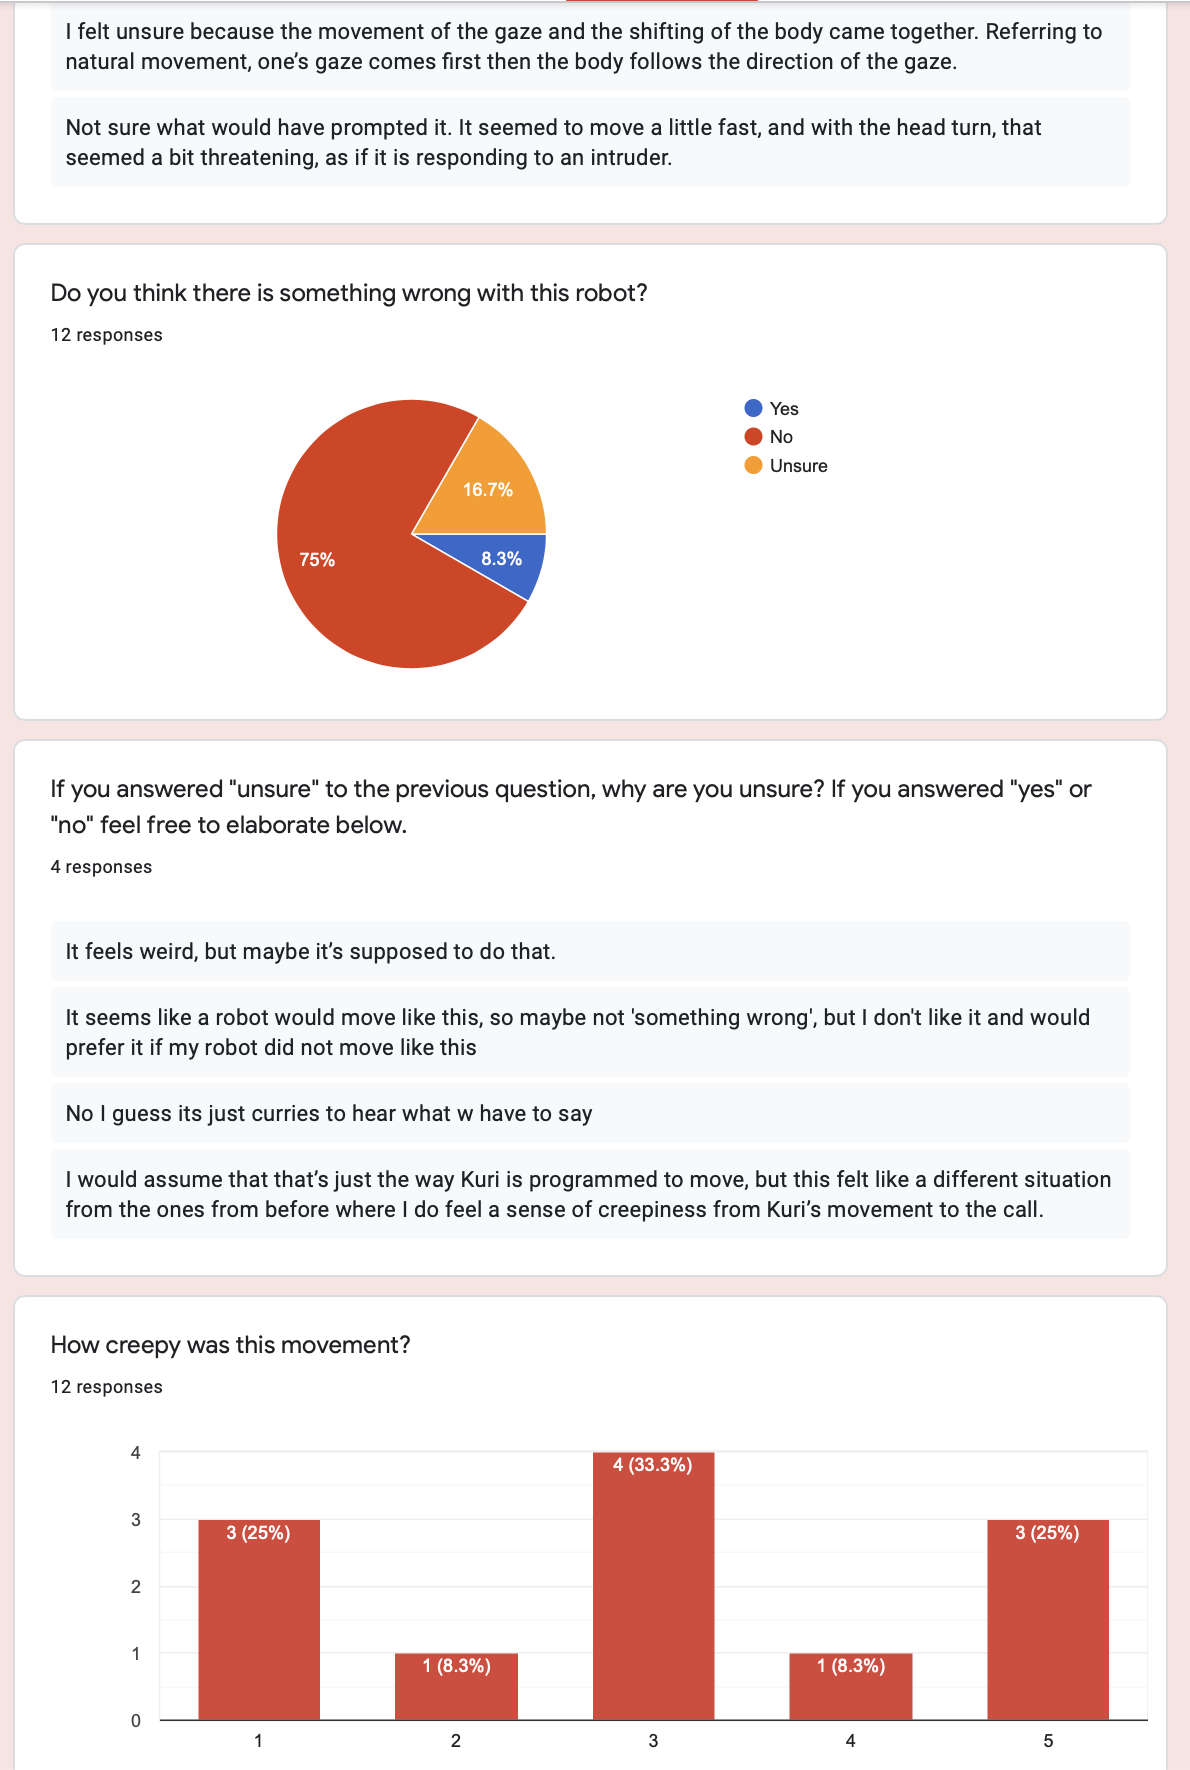 I felt unsure because the movement of the gaze and the shifting of the body came together. Referring to
natural movement, one’s gaze comes first then the body follows the direction of the gaze.
Not sure what would have prompted it. It seemed to move a little fast, and with the head turn, that
seemed a bit threatening, as if it is responding to an intruder.
Do you think there is something wrong with this robot?
12 responses
Yes
No
Unsure
16.7%
75%
8.3%
If you answered "unsure" to the previous question, why are you unsure? If you answered "yes" or
"no" feel free to elaborate below.
4 responses
It feels weird, but maybe it’s supposed to do that.
It seems like a robot would move like this, so maybe not 'something wrong', but I don't like it and would
prefer it if my robot did not move like this
No I guess its just curries to hear what w have to say
I would assume that that’s just the way Kuri is programmed to move, but this felt like a different situation
from the ones from before where I do feel a sense of creepiness from Kuri’s movement to the call.
How creepy was this movement?
12 responses
4
3
2
1
0
3 (25%)
1 (8.3%)
4 (33.3%)
1 (8.3%)
3 (25%)
1 2 3 4 5